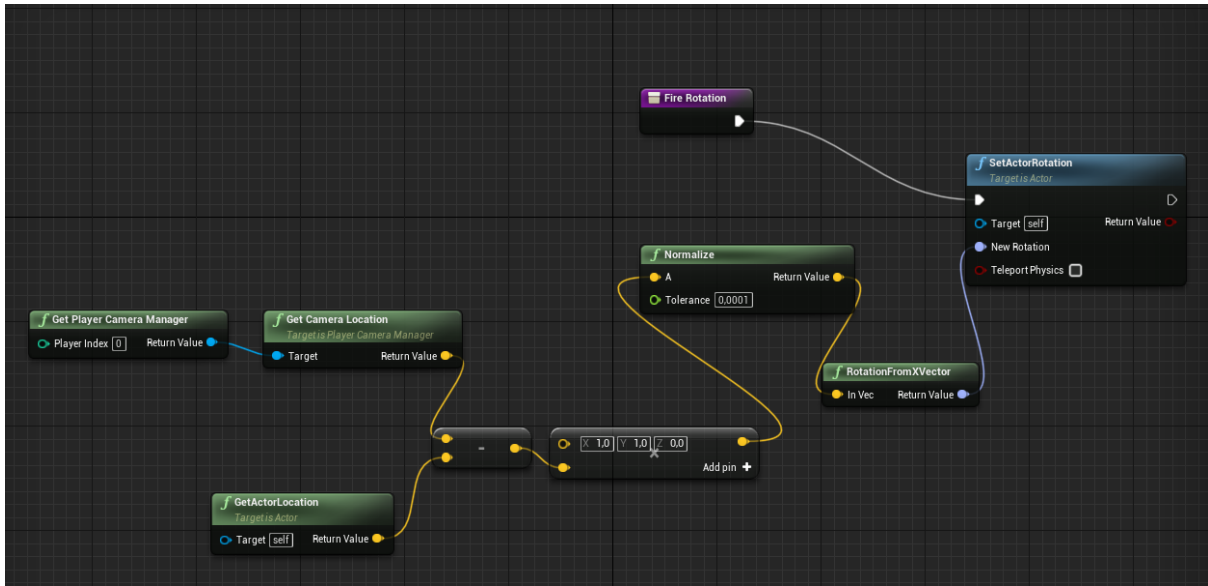 Fire Rotation
f SetActorRotation
Target is Actor
Target self Return Value
New Rotation
Teleport Physics
f Normalize
A Return Value
Tolerance 0,0001
f Get Player Camera Manager
Player Index 0 Return Value
f Get Camera Location
Target is Player Camera Manager
Target Return Value
f RotationFromXVector
In Vec Return Value
-
X 1,0 Y 1,0 Z 0,0
×
Add pin +
f GetActorLocation
Target is Actor
Target self Return Value